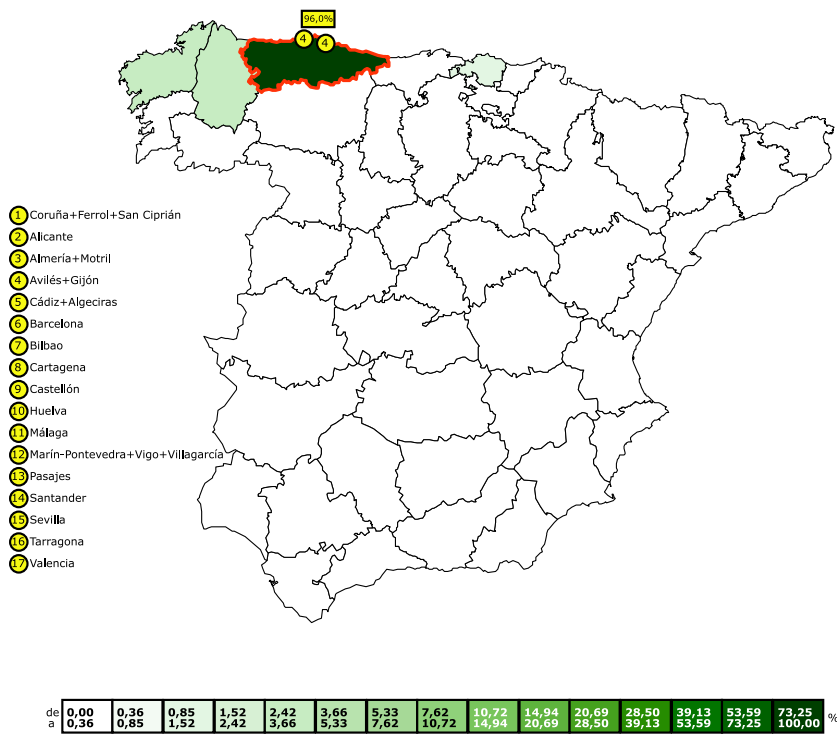 96,0%
4 4
1 Coruña+Ferrol+San Ciprián
2 Alicante
3 Almería+Motril
4 Avilés+Gijón
5 Cádiz+Algeciras
6 Barcelona
7 Bilbao
8 Cartagena
9 Castellón
10 Huelva
11 Málaga
12 Marín-Pontevedra+Vigo+Villagarcía
13 Pasajes
14 Santander
15 Sevilla
16 Tarragona
17 Valencia
de 0,00 0,36 0,85 1,52 2,42 3,66 5,33 7,62 10,72 14,94 20,69 28,50 39,13 53,59 73,25 %
a 0,36 0,85 1,52 2,42 3,66 5,33 7,62 10,72 14,94 20,69 28,50 39,13 53,59 73,25 100,00